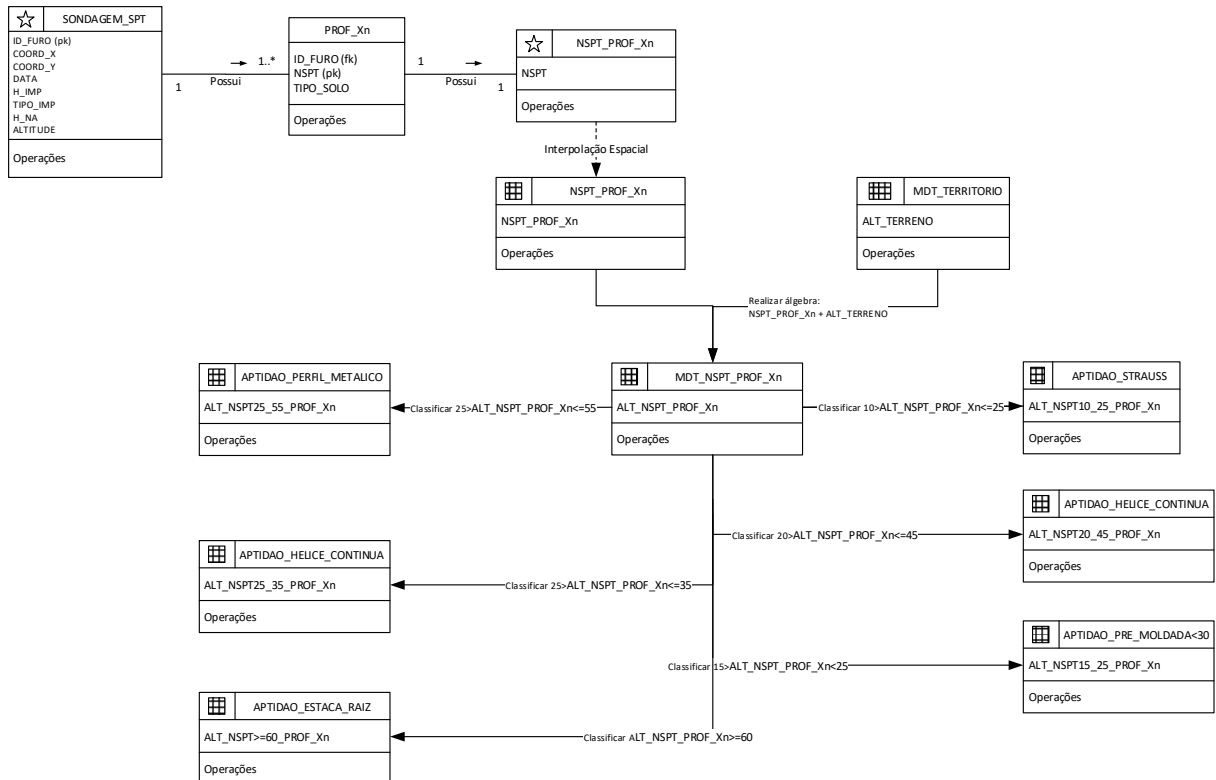 SONDAGEM_SPT
ID_FURO (pk)
COORD_X
COORD_Y
DATA
H_IMP
TIPO_IMP
H_NA
ALTITUDE
Operações
1
Possui
1..*
PROF_Xn
ID_FURO (fk)
NSPT (pk)
TIPO_SOLO
Operações
1
Possui
1
NSPT_PROF_Xn
NSPT
Operações
Interpolação Espacial
NSPT_PROF_Xn
NSPT_PROF_Xn
Operações
MDT_TERRITORIO
ALT_TERRENO
Operações
Realizar álgebra:
NSPT_PROF_Xn + ALT_TERRENO
APTIDAO_PERFIL_METALICO
ALT_NSPT25_55_PROF_Xn
Operações
Classificar 25>ALT_NSPT_PROF_Xn<=55
MDT_NSPT_PROF_Xn
ALT_NSPT_PROF_Xn
Operações
Classificar 10>ALT_NSPT_PROF_Xn<=25
APTIDAO_STRAUSS
ALT_NSPT10_25_PROF_Xn
Operações
Classificar 20>ALT_NSPT_PROF_Xn<=45
APTIDAO_HELICE_CONTINUA
ALT_NSPT20_45_PROF_Xn
Operações
APTIDAO_HELICE_CONTINUA
ALT_NSPT25_35_PROF_Xn
Operações
Classificar 25>ALT_NSPT_PROF_Xn<=35
Classificar 15>ALT_NSPT_PROF_Xn<25
APTIDAO_PRE_MOLDADA<30
ALT_NSPT15_25_PROF_Xn
Operações
APTIDAO_ESTACA_RAIZ
ALT_NSPT>=60_PROF_Xn
Operações
Classificar ALT_NSPT_PROF_Xn>=60